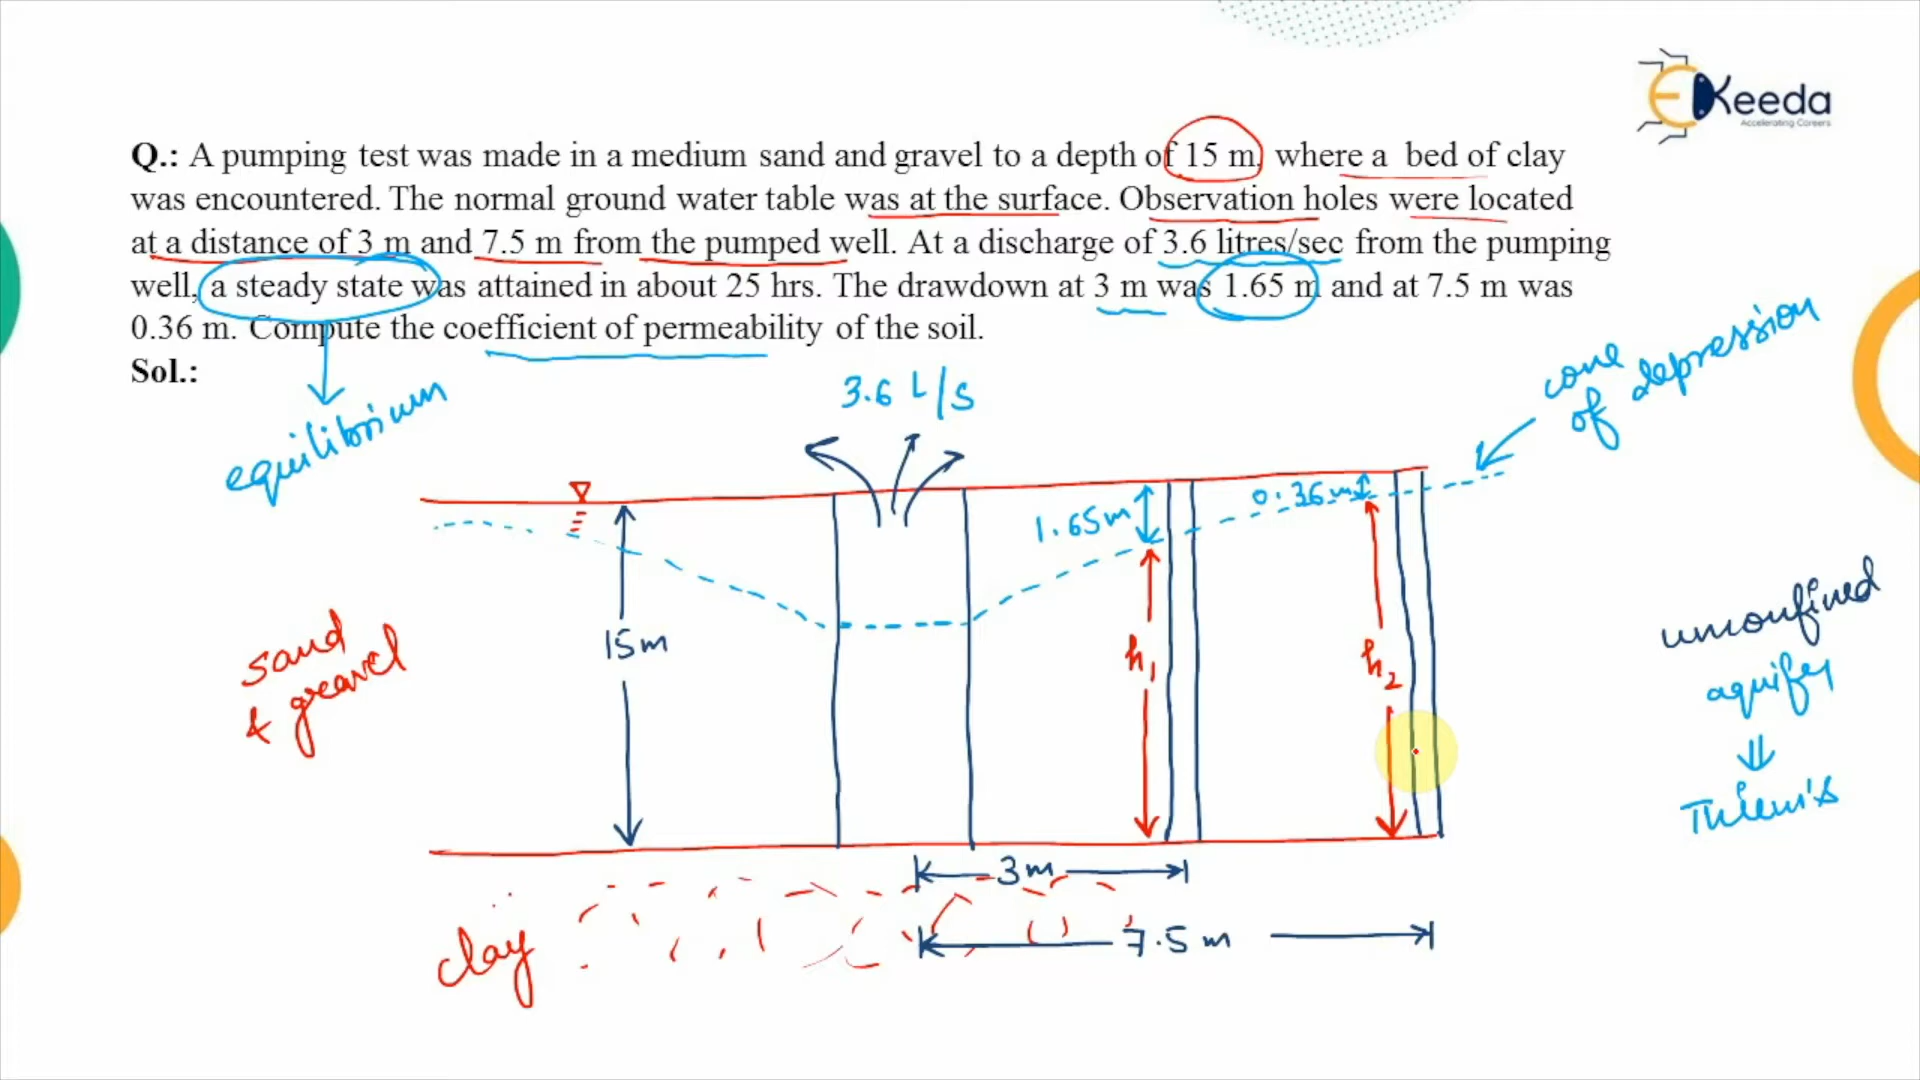 EKeeda
Accelerating Careers
Q.: A pumping test was made in a medium sand and gravel to a depth of 15 m, where a bed of clay
was encountered. The normal ground water table was at the surface. Observation holes were located
at a distance of 3 m and 7.5 m from the pumped well. At a discharge of 3.6 litres/sec from the pumping
well, a steady state was attained in about 25 hrs. The drawdown at 3 m was 1.65 m and at 7.5 m was
0.36 m. Compute the coefficient of permeability of the soil.
Sol.:
equilibrium
3.6 L/S
cone
of depression
1.65m
0.36m
15m
sand
& gravel
h1
h2
unconfined
aquifer
⇓
Thiem's
3m
7.5 m
clay